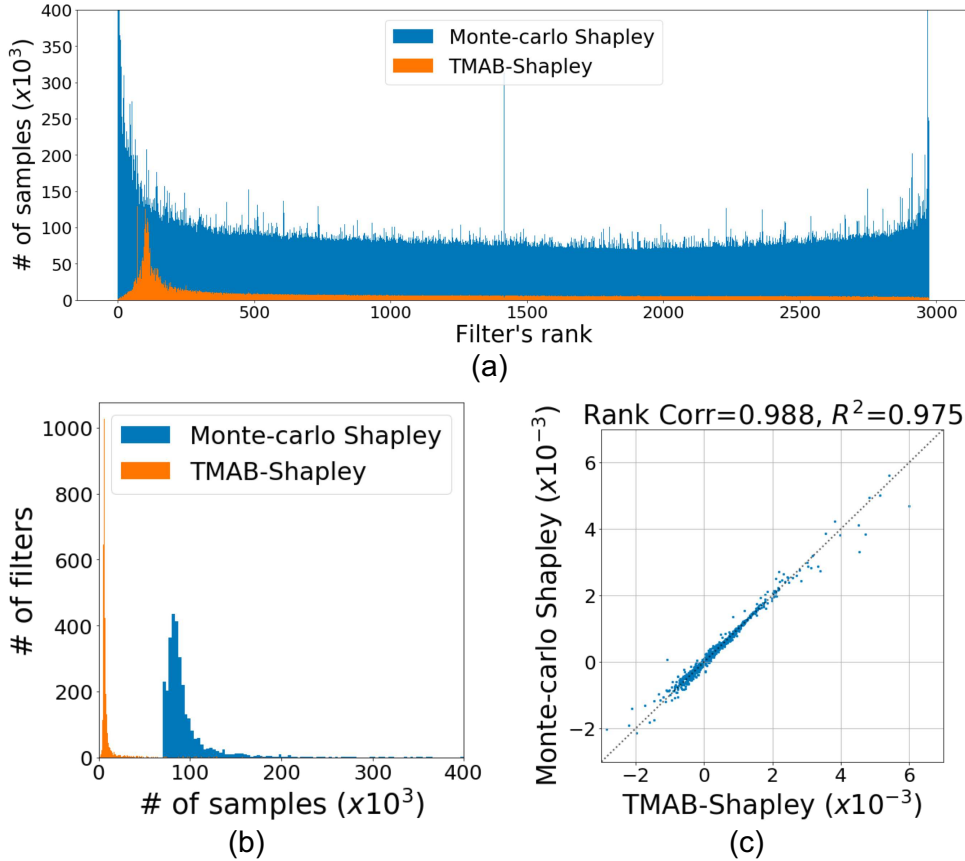 # of samples (x10³)
400
350
300
250
200
150
100
50
0
Monte-carlo Shapley
TMAB-Shapley
0 500 1000 1500 2000 2500 3000
Filter's rank
(a)
# of filters
1000
800
600
400
200
0
Monte-carlo Shapley
TMAB-Shapley
0 100 200 300 400
# of samples (x10³)
(b)
Rank Corr=0.988, R²=0.975
Monte-carlo Shapley (x10⁻³)
6
4
2
0
−2
−2 0 2 4 6
TMAB-Shapley (x10⁻³)
(c)